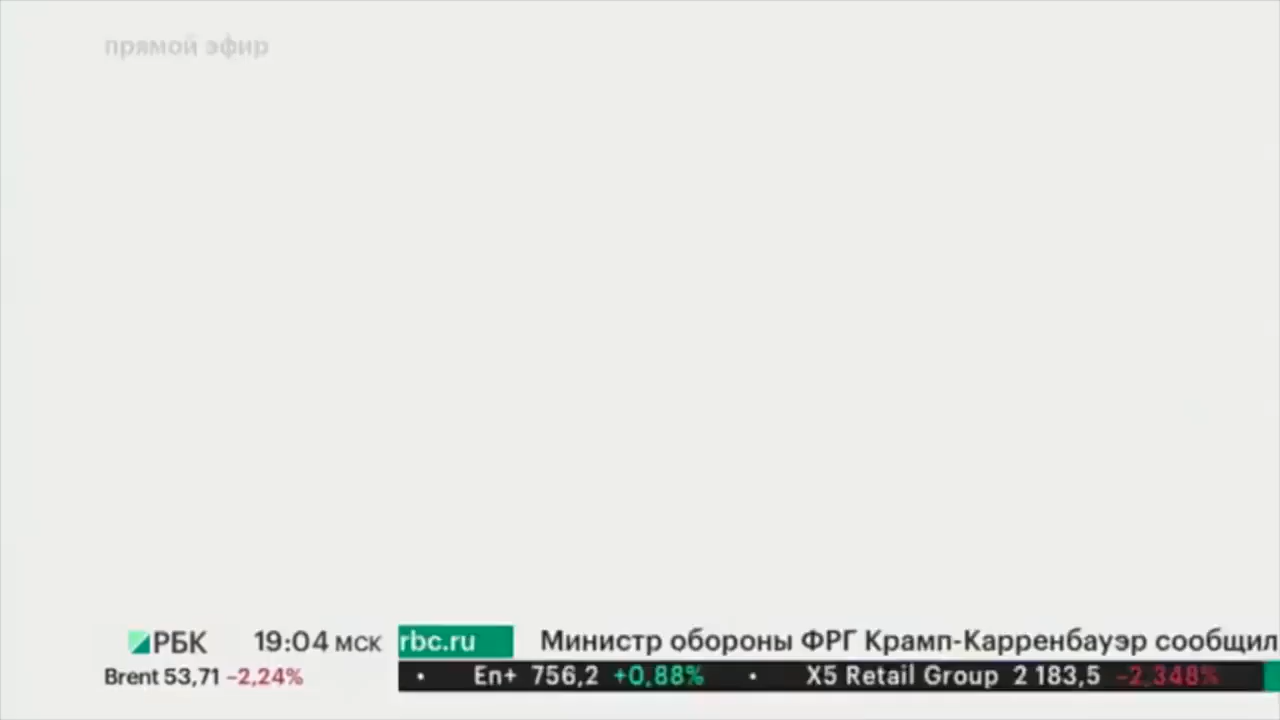 прямой эфир
РБК 19:04 мск rbc.ru Министр обороны ФРГ Крамп-Карренбауэр сообщил
Brent 53,71 −2,24% • En+ 756,2 +0,88% • X5 Retail Group 2 183,5 −2,348%